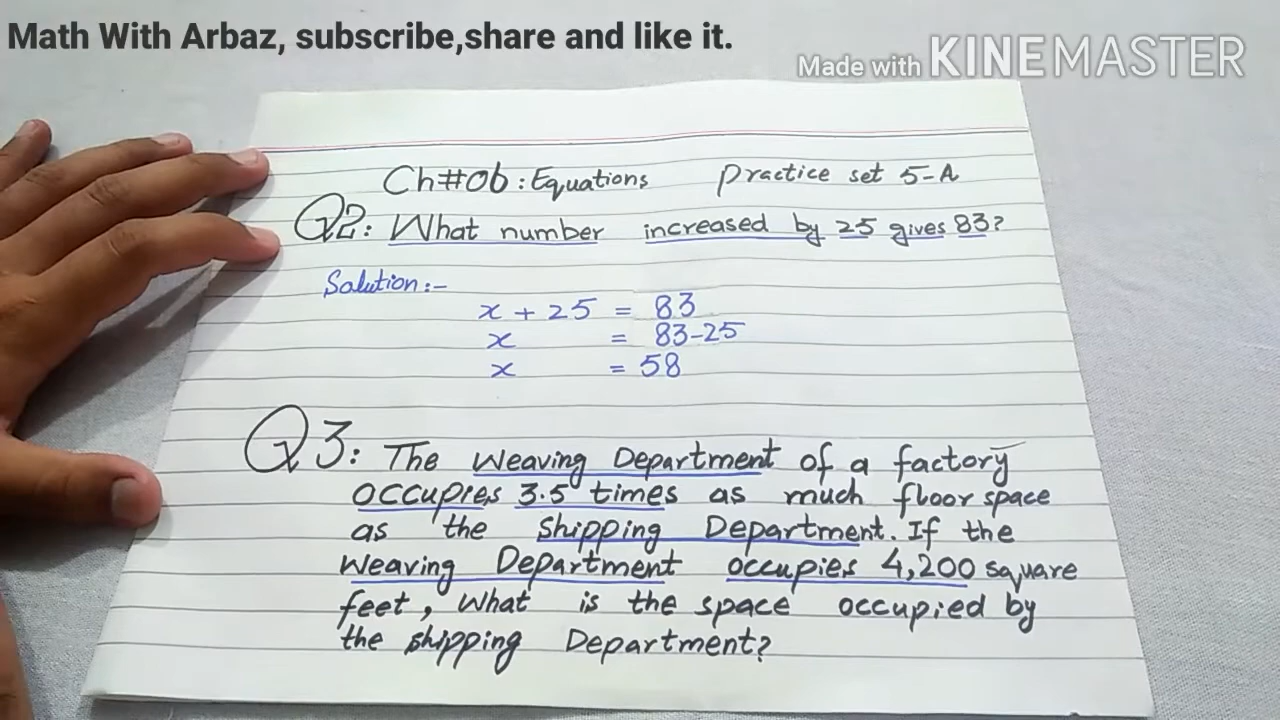 Math With Arbaz, subscribe,share and like it.
Made with KINEMASTER
Ch#06: Equations Practice set 5-A
Q2: What number increased by 25 gives 83?
Solution:-
x + 25 = 83
x = 83-25
x = 58
Q3: The Weaving Department of a factory
occupies 3.5 times as much floor space
as the Shipping Department. If the
Weaving Department occupies 4,200 square
feet, What is the space occupied by
the shipping Department?